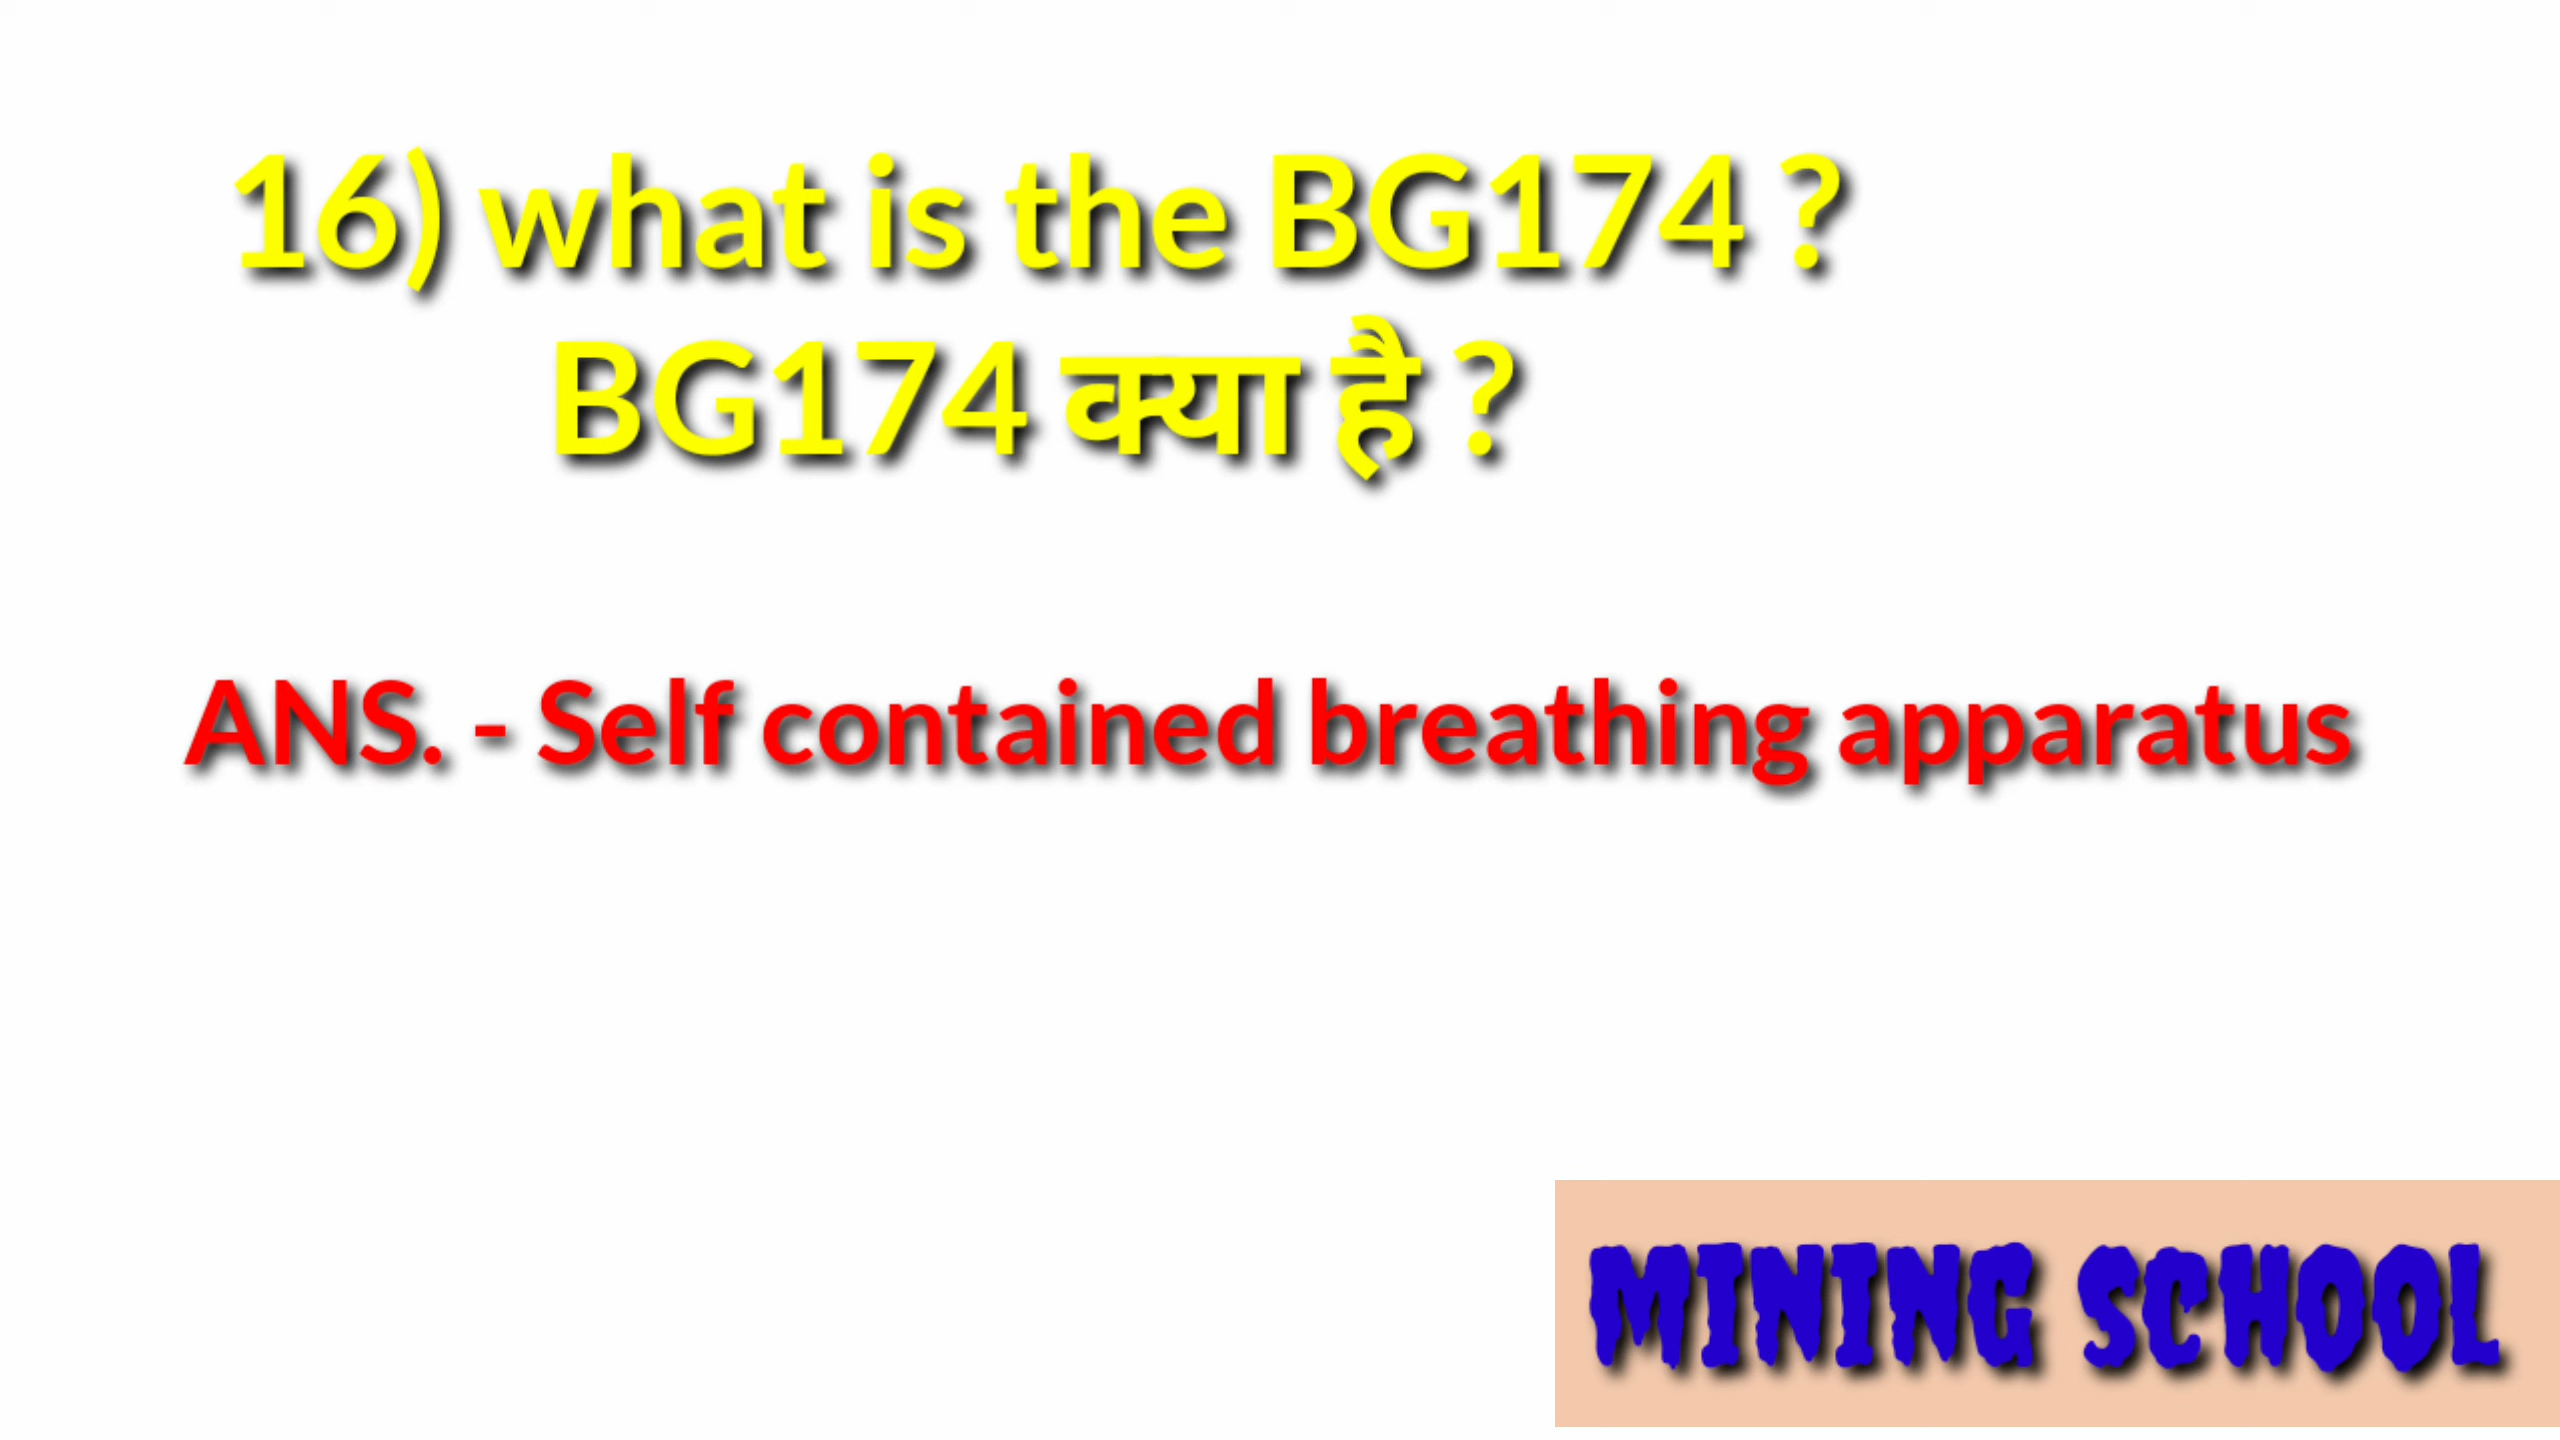 16) what is the BG174 ?
BG174 क्या है ?
ANS. - Self contained breathing apparatus
MINING SCHOOL